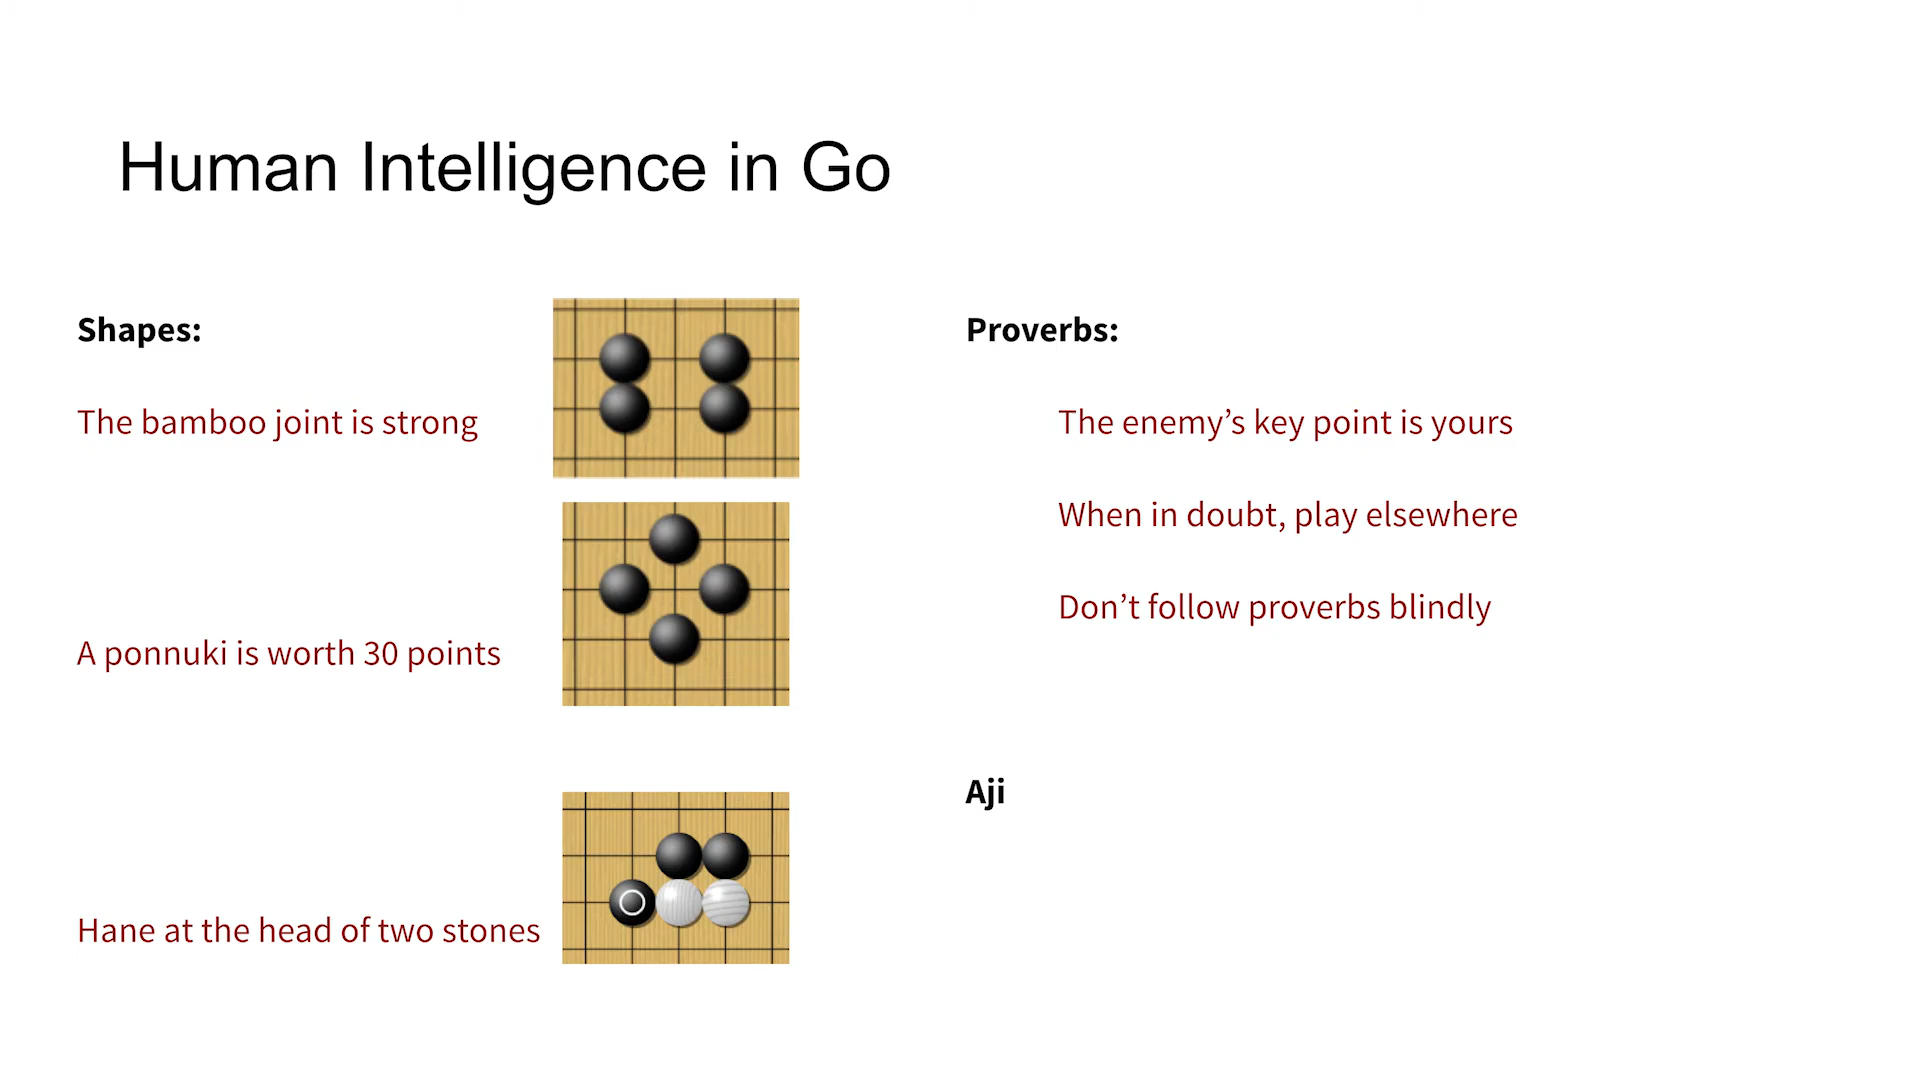 Human Intelligence in Go
Shapes:
The bamboo joint is strong
A ponnuki is worth 30 points
Hane at the head of two stones
Proverbs:
The enemy’s key point is yours
When in doubt, play elsewhere
Don’t follow proverbs blindly
Aji